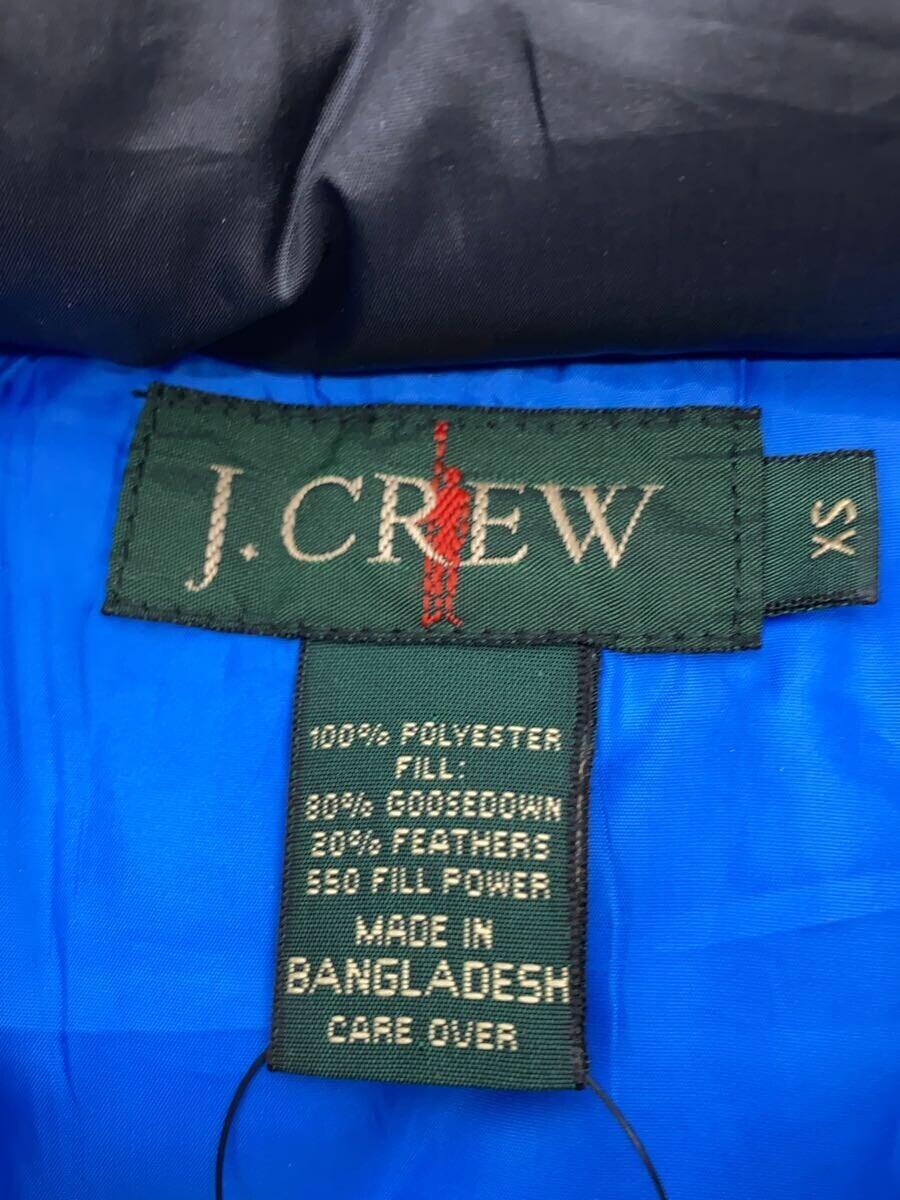 J.CREW
XS
100% POLYESTER
FILL:
80% GOOSEDOWN
20% FEATHERS
550 FILL POWER
MADE IN
BANGLADESH
CARE OVER